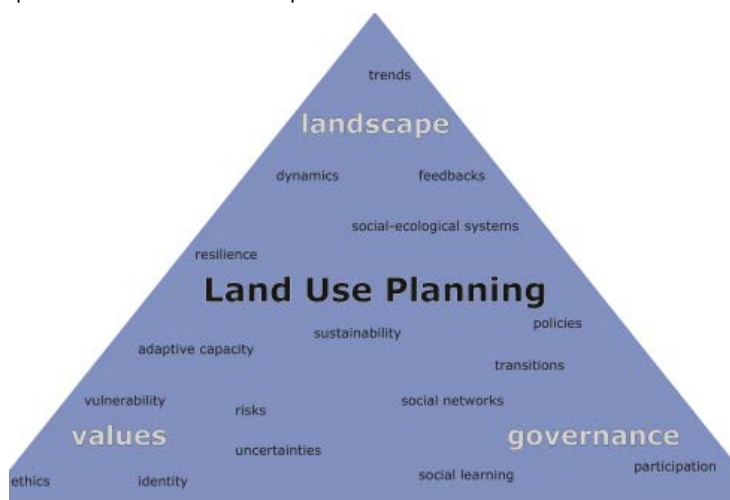 trends
landscape
dynamics feedbacks
social-ecological systems
resilience
Land Use Planning
policies
sustainability
adaptive capacity
transitions
vulnerability
social networks
risks
values
governance
uncertainties
participation
social learning
ethics
identity